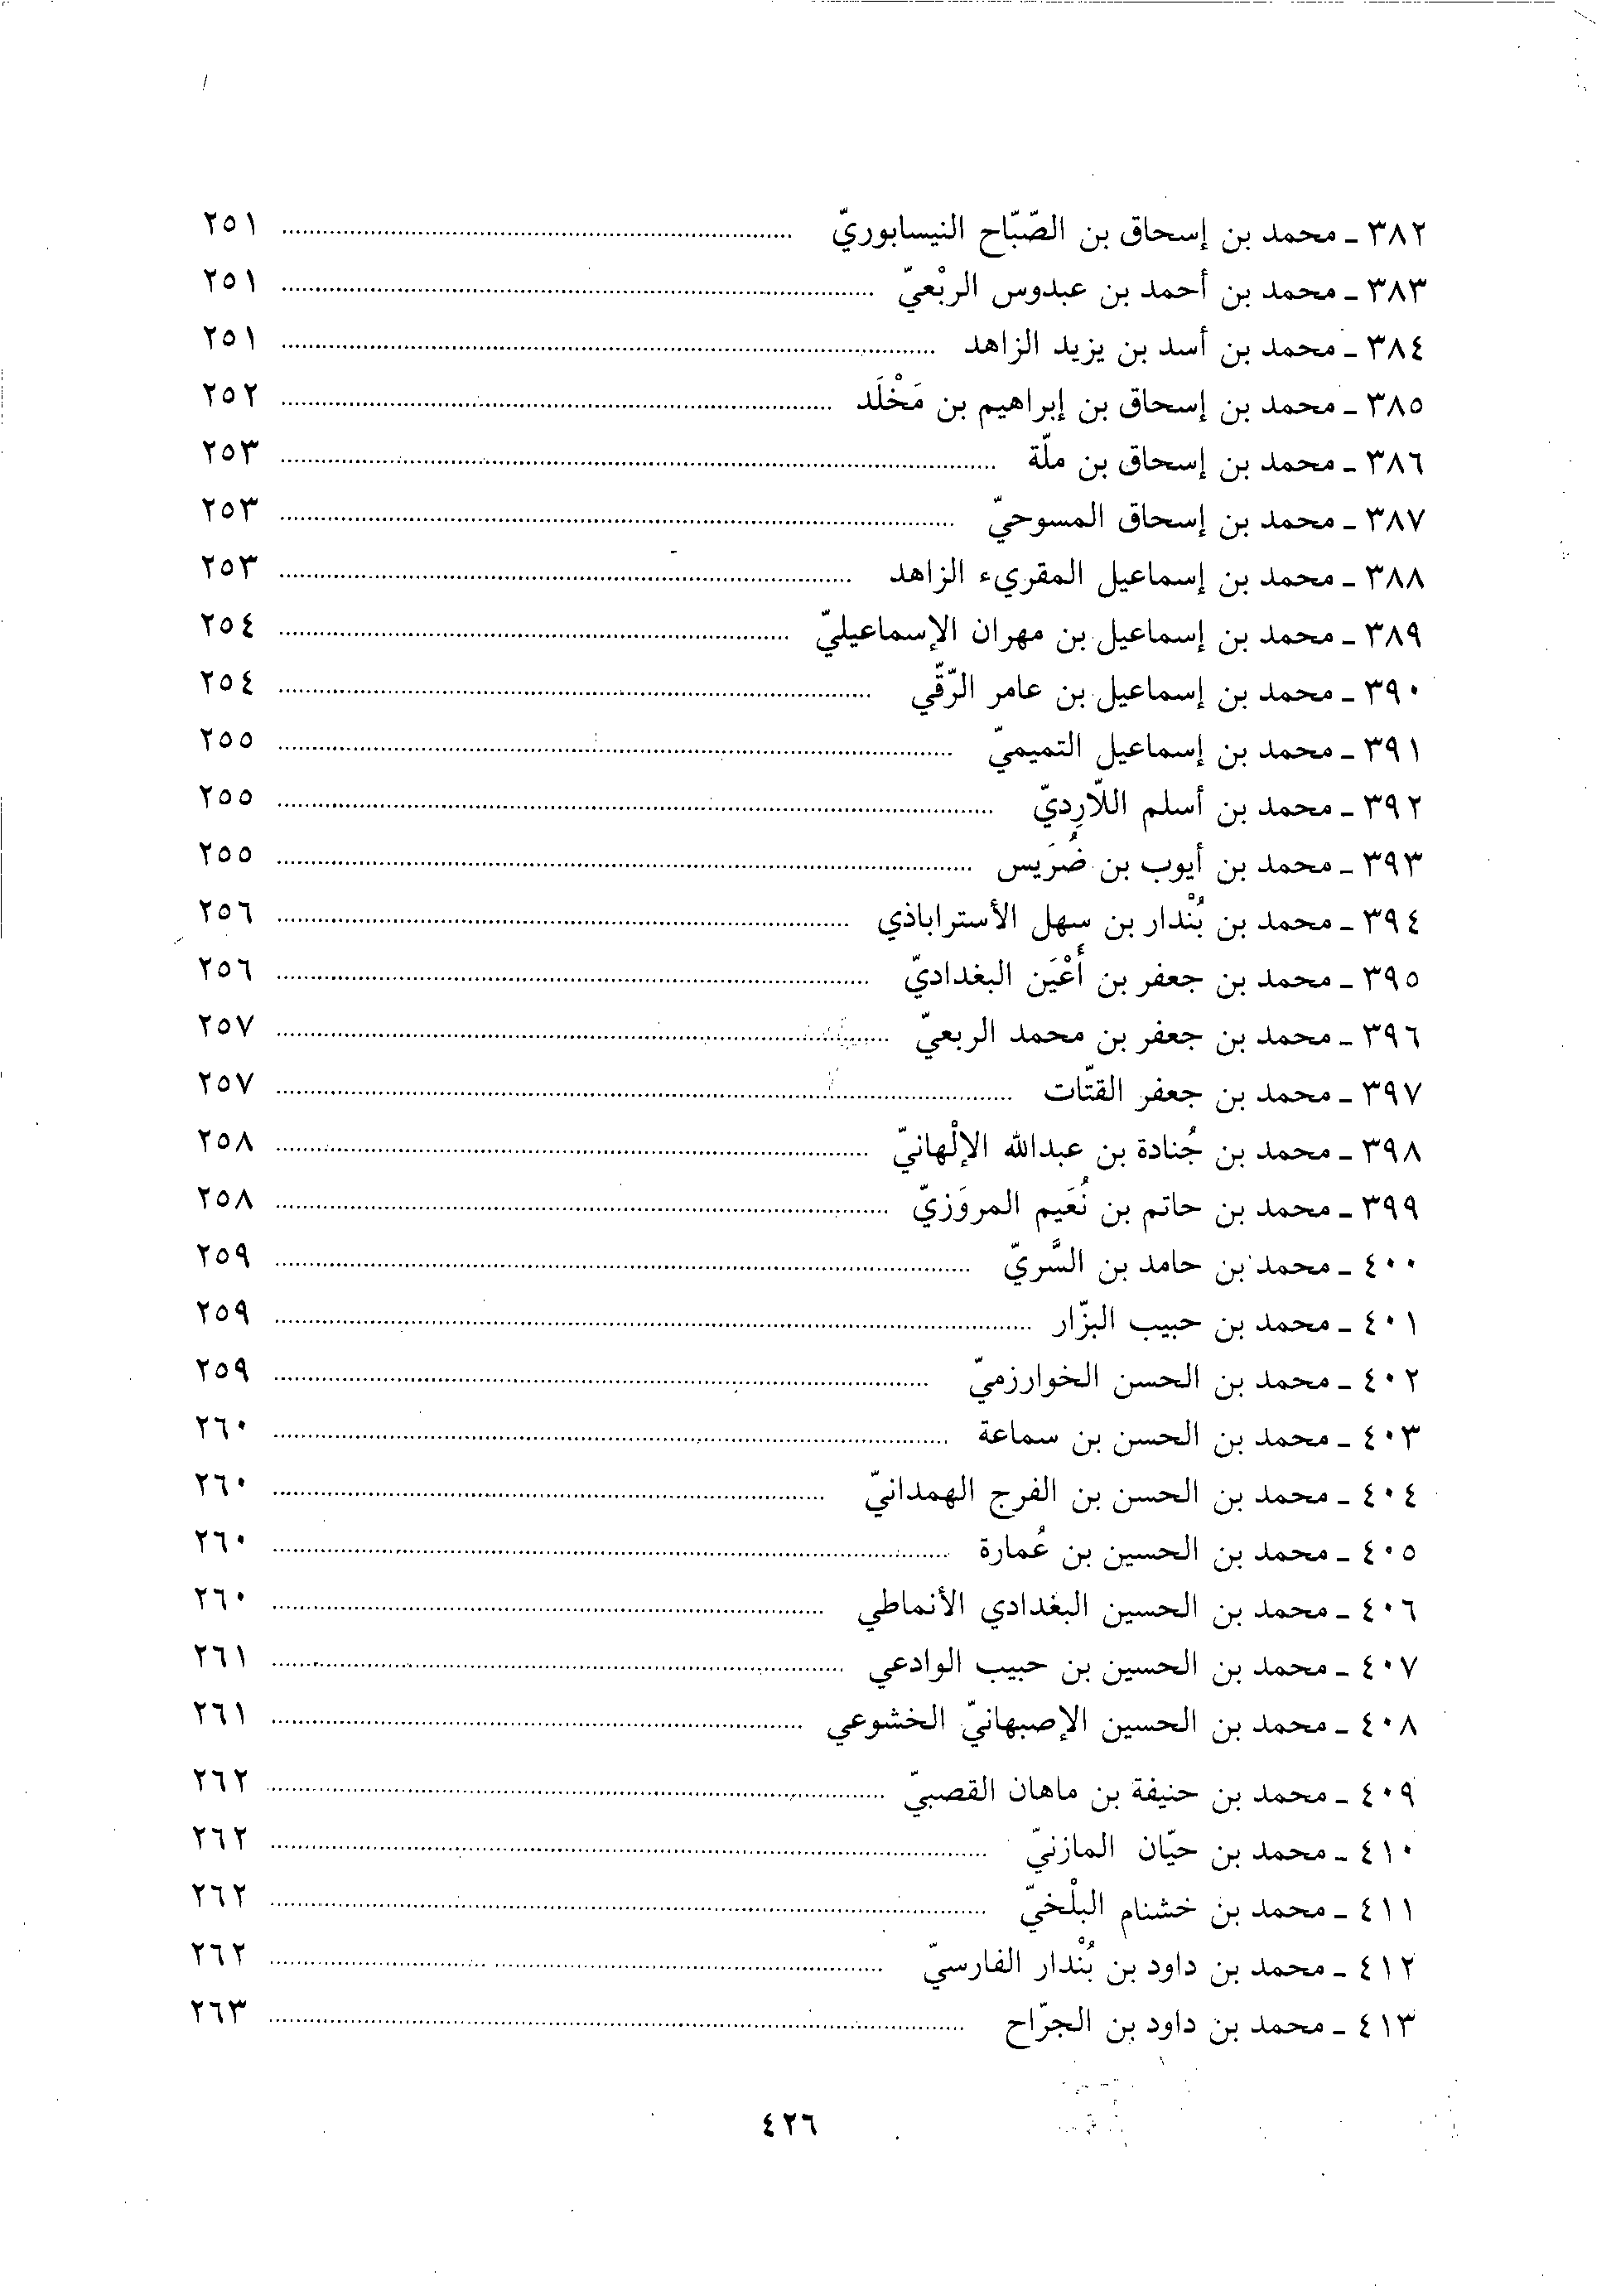 ٣٨٢ ـ محمد بن إسحاق بن الصّبّاح النيسابوريّ ........ ٢٥١
٣٨٣ ـ محمد بن أحمد بن عبدوس الربْعيّ ........ ٢٥١
٣٨٤ ـ محمد بن أسد بن يزيد الزاهد ........ ٢٥١
٣٨٥ ـ محمد بن إسحاق بن إبراهيم بن مَخْلَد ........ ٢٥٢
٣٨٦ ـ محمد بن إسحاق بن ملّة ........ ٢٥٣
٣٨٧ ـ محمد بن إسحاق المسوحيّ ........ ٢٥٣
٣٨٨ ـ محمد بن إسماعيل المقريء الزاهد ........ ٢٥٣
٣٨٩ ـ محمد بن إسماعيل بن مهران الإسماعيليّ ........ ٢٥٤
٣٩٠ ـ محمد بن إسماعيل بن عامر الرّقّي ........ ٢٥٤
٣٩١ ـ محمد بن إسماعيل التميميّ ........ ٢٥٥
٣٩٢ ـ محمد بن أسلم اللّارِديّ ........ ٢٥٥
٣٩٣ ـ محمد بن أيوب بن ضُرَيس ........ ٢٥٥
٣٩٤ ـ محمد بن بُنْدار بن سهل الأستراباذي ........ ٢٥٦
٣٩٥ ـ محمد بن جعفر بن أَعْيَن البغداديّ ........ ٢٥٦
٣٩٦ ـ محمد بن جعفر بن محمد الربعيّ ........ ٢٥٧
٣٩٧ ـ محمد بن جعفر القتّات ........ ٢٥٧
٣٩٨ ـ محمد بن جُنادة بن عبدالله الإلْهانيّ ........ ٢٥٨
٣٩٩ ـ محمد بن حاتم بن نُعَيم المروَزيّ ........ ٢٥٨
٤٠٠ ـ محمد بن حامد بن السَّريّ ........ ٢٥٩
٤٠١ ـ محمد بن حبيب البزّار ........ ٢٥٩
٤٠٢ ـ محمد بن الحسن الخوارزميّ ........ ٢٥٩
٤٠٣ ـ محمد بن الحسن بن سماعة ........ ٢٦٠
٤٠٤ ـ محمد بن الحسن بن الفرج الهمدانيّ ........ ٢٦٠
٤٠٥ ـ محمد بن الحسين بن عُمارة ........ ٢٦٠
٤٠٦ ـ محمد بن الحسين البغدادي الأنماطي ........ ٢٦٠
٤٠٧ ـ محمد بن الحسين بن حبيب الوادعي ........ ٢٦١
٤٠٨ ـ محمد بن الحسين الإصبهانيّ الخشوعي ........ ٢٦١
٤٠٩ ـ محمد بن حنيفة بن ماهان القصبيّ ........ ٢٦٢
٤١٠ ـ محمد بن حيّان المازنيّ ........ ٢٦٢
٤١١ ـ محمد بن خشنام البلْخيّ ........ ٢٦٢
٤١٢ ـ محمد بن داود بن بُنْدار الفارسيّ ........ ٢٦٢
٤١٣ ـ محمد بن داود بن الجرّاح ........ ٢٦٣
٤٢٦